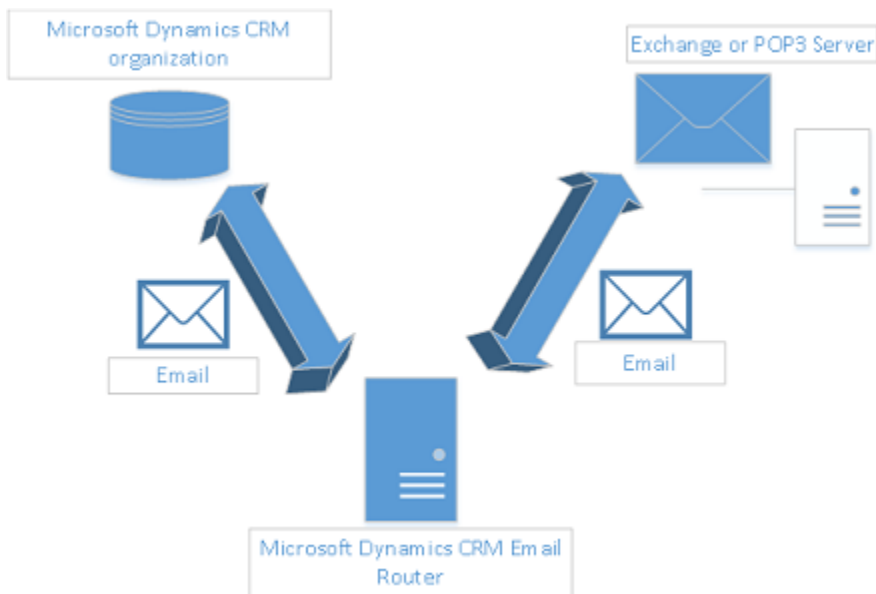 Microsoft Dynamics CRM
organization
Exchange or POP3 Server
Email
Email
Microsoft Dynamics CRM Email
Router